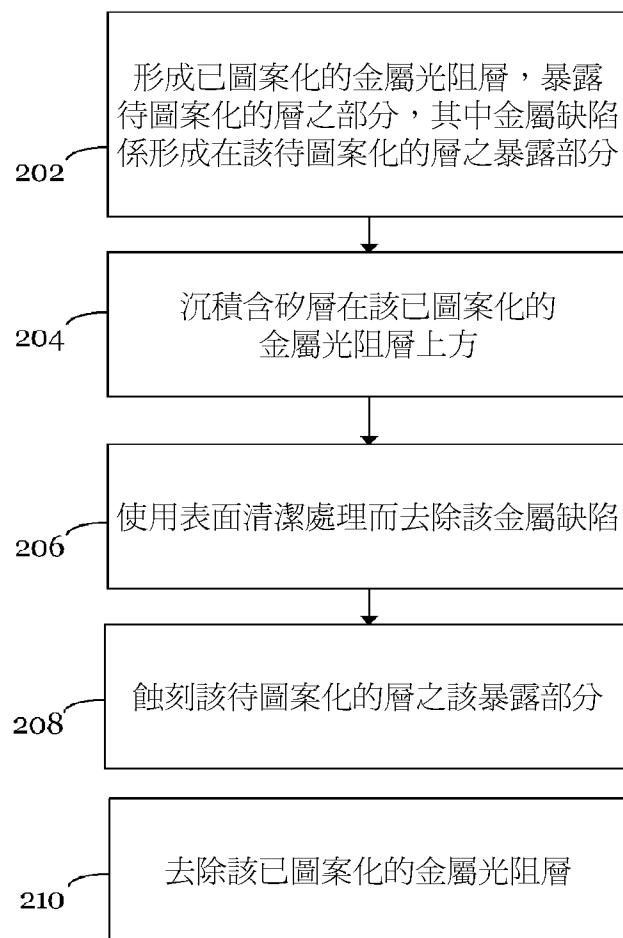 形成已圖案化的金屬光阻層，暴露
待圖案化的層之部分，其中金屬缺陷
係形成在該待圖案化的層之暴露部分
202
沉積含矽層在該已圖案化的
金屬光阻層上方
204
使用表面清潔處理而去除該金屬缺陷
206
蝕刻該待圖案化的層之該暴露部分
208
去除該已圖案化的金屬光阻層
210